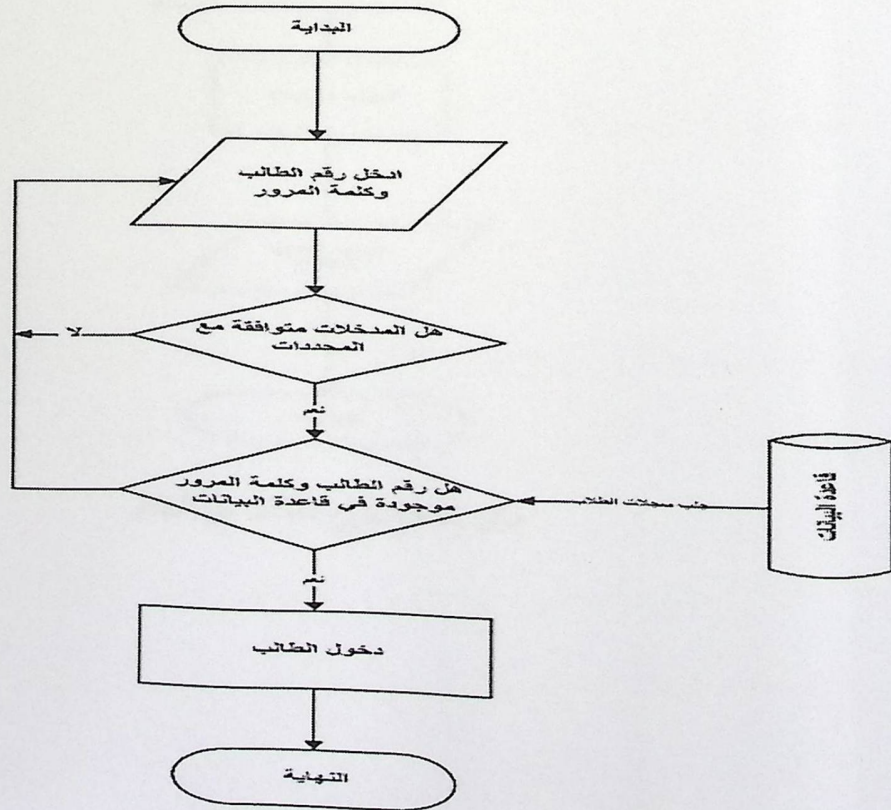 البداية
ادخل رقم الطالب
وكلمة المرور
هل المدخلات متوافقة مع
المحددات
لا
نعم
هل رقم الطالب وكلمة المرور
موجودة في قاعدة البيانات
جلب سجلات الطلاب
قاعدة البيانات
نعم
دخول الطالب
النهاية